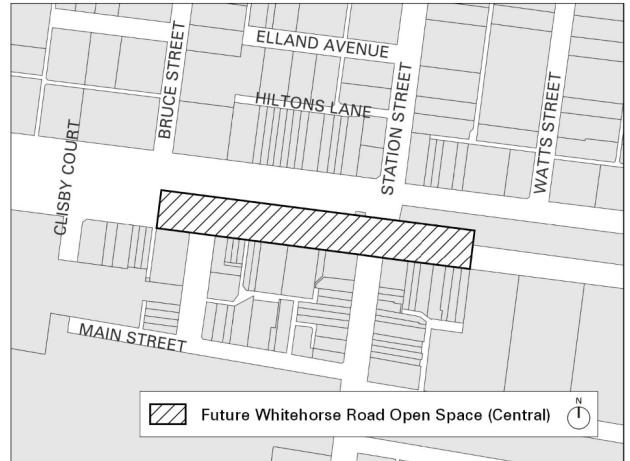 ELLAND AVENUE
BRUCE STREET
HILTONS LANE
STATION STREET
WATTS STREET
CLISBY COURT
MAIN STREET
Future Whitehorse Road Open Space (Central)
N